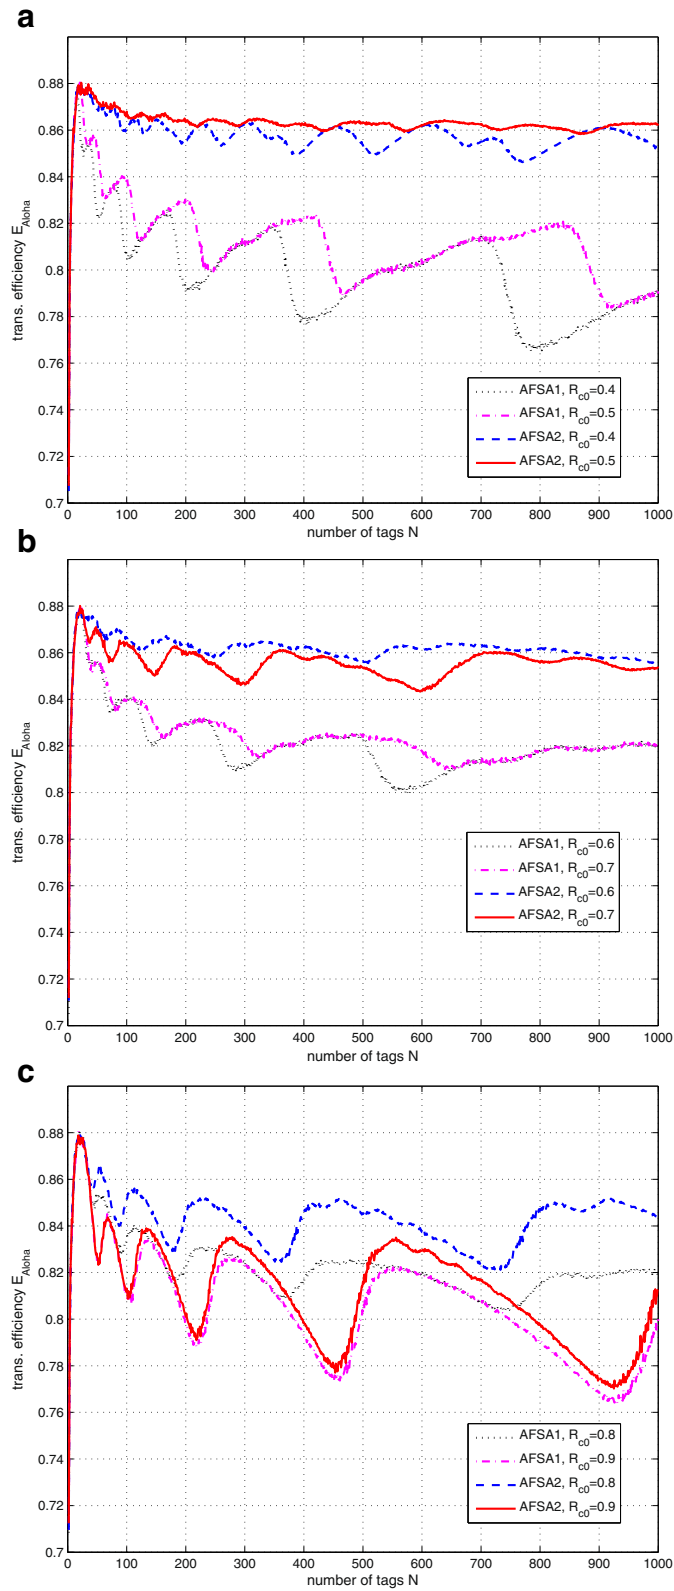 a
0.9
0.88
0.86
0.84
0.82
0.8
0.78
0.76
0.74
0.72
0.7
trans. efficiency E_Aloha
0 100 200 300 400 500 600 700 800 900 1000
number of tags N
AFSA1, R_c0=0.4
AFSA1, R_c0=0.5
AFSA2, R_c0=0.4
AFSA2, R_c0=0.5
b
0.88
0.86
0.84
0.82
0.8
0.78
0.76
0.74
0.72
0.7
trans. efficiency E_Aloha
0 100 200 300 400 500 600 700 800 900 1000
number of tags N
AFSA1, R_c0=0.6
AFSA1, R_c0=0.7
AFSA2, R_c0=0.6
AFSA2, R_c0=0.7
c
0.88
0.86
0.84
0.82
0.8
0.78
0.76
0.74
0.72
0.7
trans. efficiency E_Aloha
0 100 200 300 400 500 600 700 800 900 1000
number of tags N
AFSA1, R_c0=0.8
AFSA1, R_c0=0.9
AFSA2, R_c0=0.8
AFSA2, R_c0=0.9